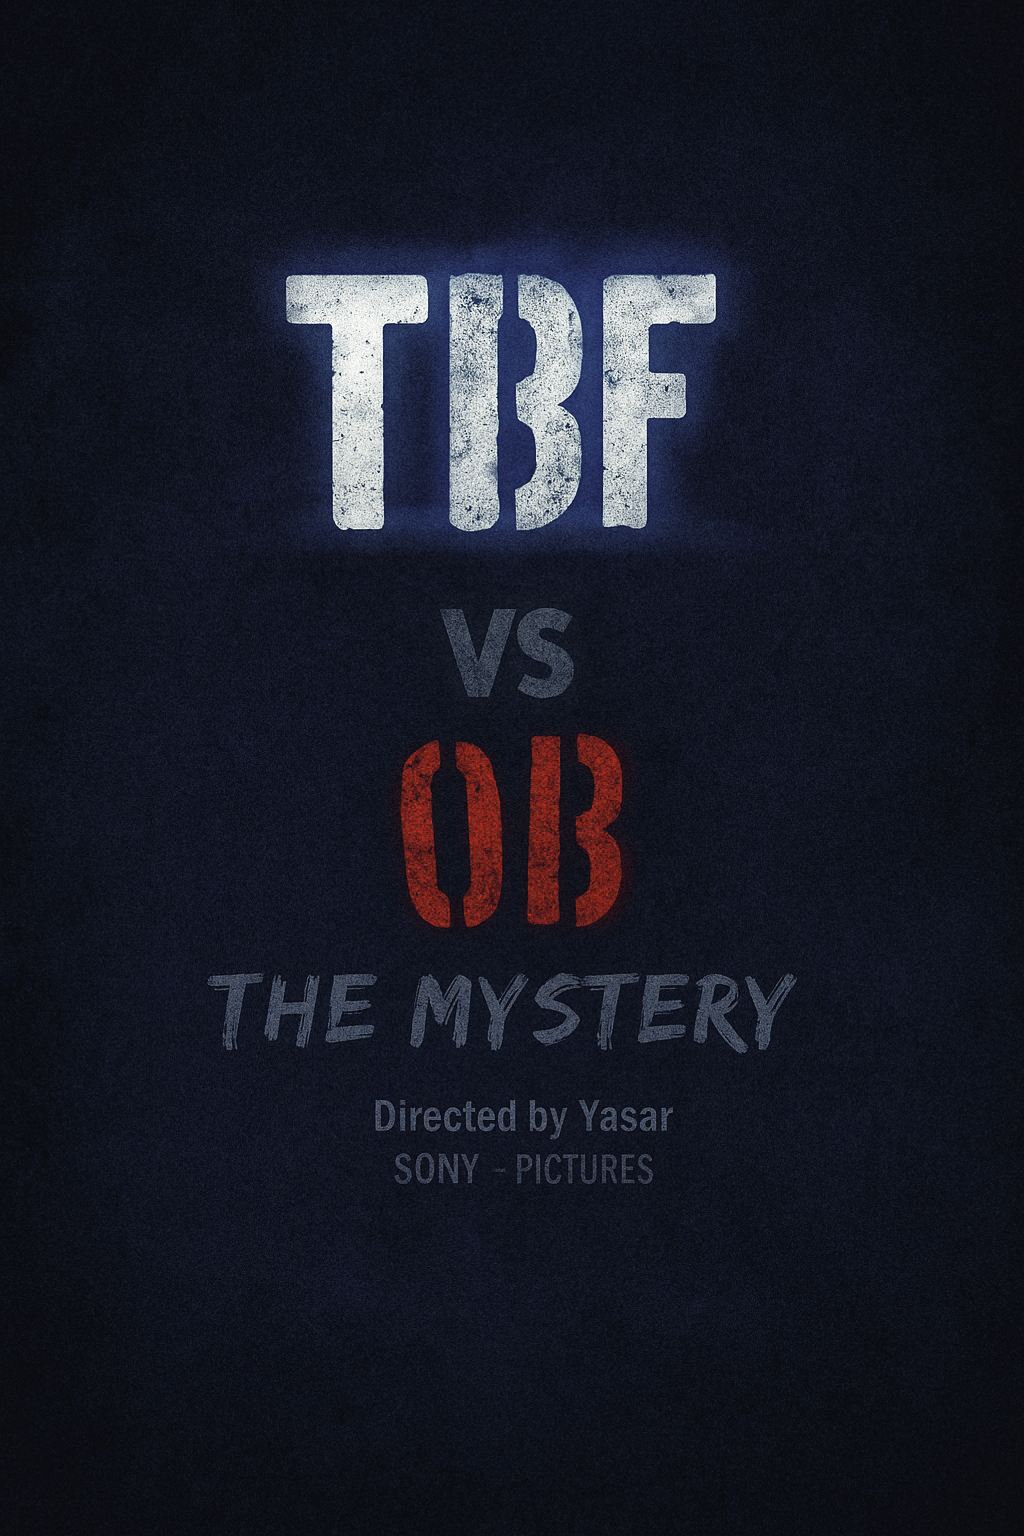 TBF
VS
OB
THE MYSTERY
Directed by Yasar
SONY - PICTURES